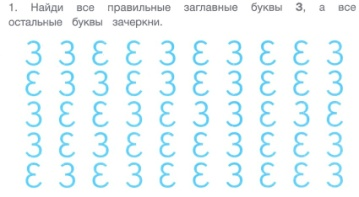 1. Найди все правильные заглавные буквы З, а все
остальные буквы зачеркни.
З З Ɛ Ɛ З Ɛ З З Ɛ З
Ɛ З З Ɛ З Ɛ З Ɛ З Ɛ
З Ɛ З З Ɛ З Ɛ З Ɛ З
З Ɛ З Ɛ З З Ɛ З З Ɛ
Ɛ З З Ɛ З Ɛ З З Ɛ З